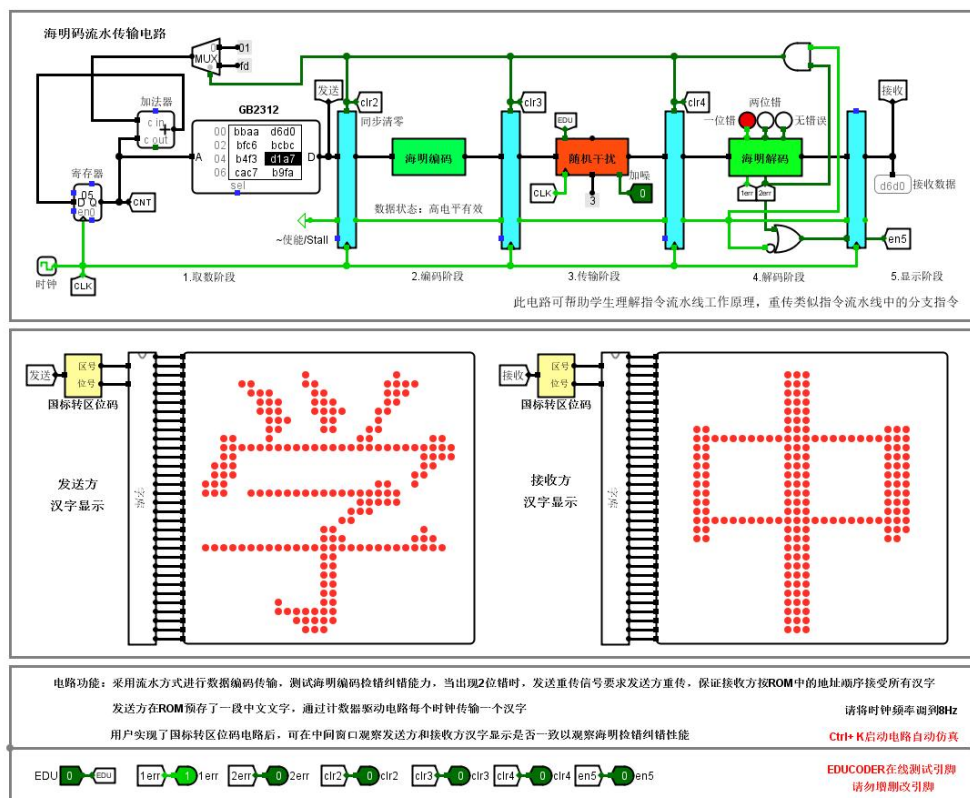 海明码流水传输电路
MUX
0
01
fd
加法器
c in
+
c out
GB2312
00 bbaa d6d0
02 bfc6 bcbc
04 b4f3 d1a7
06 cac7 b9fa
A
D
sel
寄存器
05
D Q
en0
CNT
时钟
CLK
发送
clr2
同步清零
海明编码
clr3
EDU
随机干扰
CLK
3
加噪
0
clr4
一位错
两位错
无错误
海明解码
1err
2err
接收
d6d0
接收数据
en5
数据状态：高电平有效
~使能/Stall
1.取数阶段
2.编码阶段
3.传输阶段
4.解码阶段
5.显示阶段
此电路可帮助学生理解指令流水线工作原理，重传类似指令流水线中的分支指令
发送
区号
位号
国标转区位码
发送方
汉字显示
字库
学
接收
区号
位号
国标转区位码
接收方
汉字显示
字库
中
电路功能：采用流水方式进行数据编码传输，测试海明编码检错纠错能力，当出现2位错时，发送重传信号要求发送方重传，保证接收方按ROM中的地址顺序接受所有汉字
发送方在ROM预存了一段中文文字，通过计数器驱动电路每个时钟传输一个汉字
请将时钟频率调到8Hz
用户实现了国标转区位码电路后，可在中间窗口观察发送方和接收方汉字显示是否一致以观察海明检错纠错性能
Ctrl+ K启动电路自动仿真
EDU 0 EDU
1err 1 1err
2err 0 2err
clr2 0 clr2
clr3 0 clr3
clr4 0 clr4
en5 0 en5
EDUCODER在线测试引脚
请勿增删改引脚